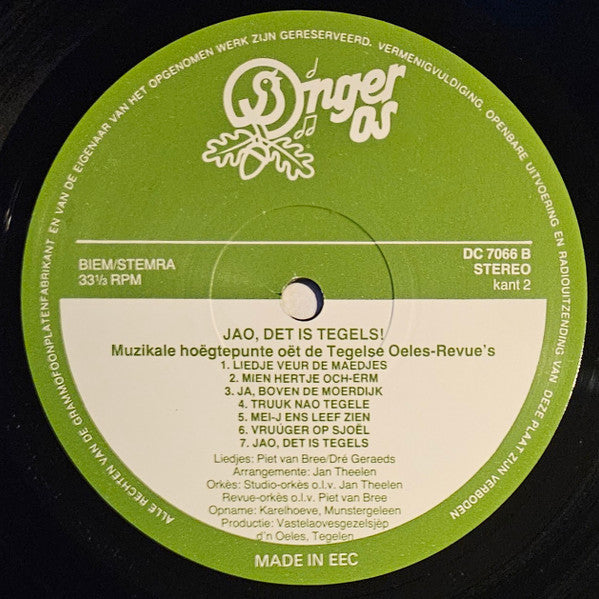 ALLE RECHTEN VAN DE GRAMMOFOONPLATENFABRIKANT EN VAN DE EIGENAAR VAN HET OPGENOMEN WERK ZIJN GERESERVEERD. VERMENIGVULDIGING, OPENBARE UITVOERING EN RADIOUITZENDING VAN DEZE PLAAT ZIJN VERBODEN
Onger
os
BIEM/STEMRA
33⅓ RPM
DC 7066 B
STEREO
kant 2
JAO, DET IS TEGELS!
Muzikale hoëgtepunte oët de Tegelse Oeles-Revue's
1. LIEDJE VEUR DE MAEDJES
2. MIEN HERTJE OCH-ERM
3. JA, BOVEN DE MOERDIJK
4. TRUUK NAO TEGELE
5. MEI-J ENS LEEF ZIEN
6. VRUÚGER OP SJOËL
7. JAO, DET IS TEGELS
Liedjes: Piet van Bree/Dré Geraeds
Arrangemente: Jan Theelen
Orkès: Studio-orkès o.l.v. Jan Theelen
Revue-orkès o.l.v. Piet van Bree
Opname: Karelhoeve, Munstergeleen
Productie: Vastelaovesgezelsjèp
d'n Oeles, Tegelen
MADE IN EEC